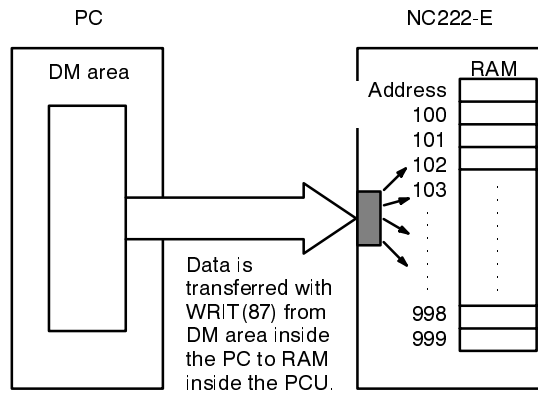 PC
NC222-E
DM area
RAM
Address
100
101
102
103
998
999
Data is
transferred with
WRIT(87) from
DM area inside
the PC to RAM
inside the PCU.